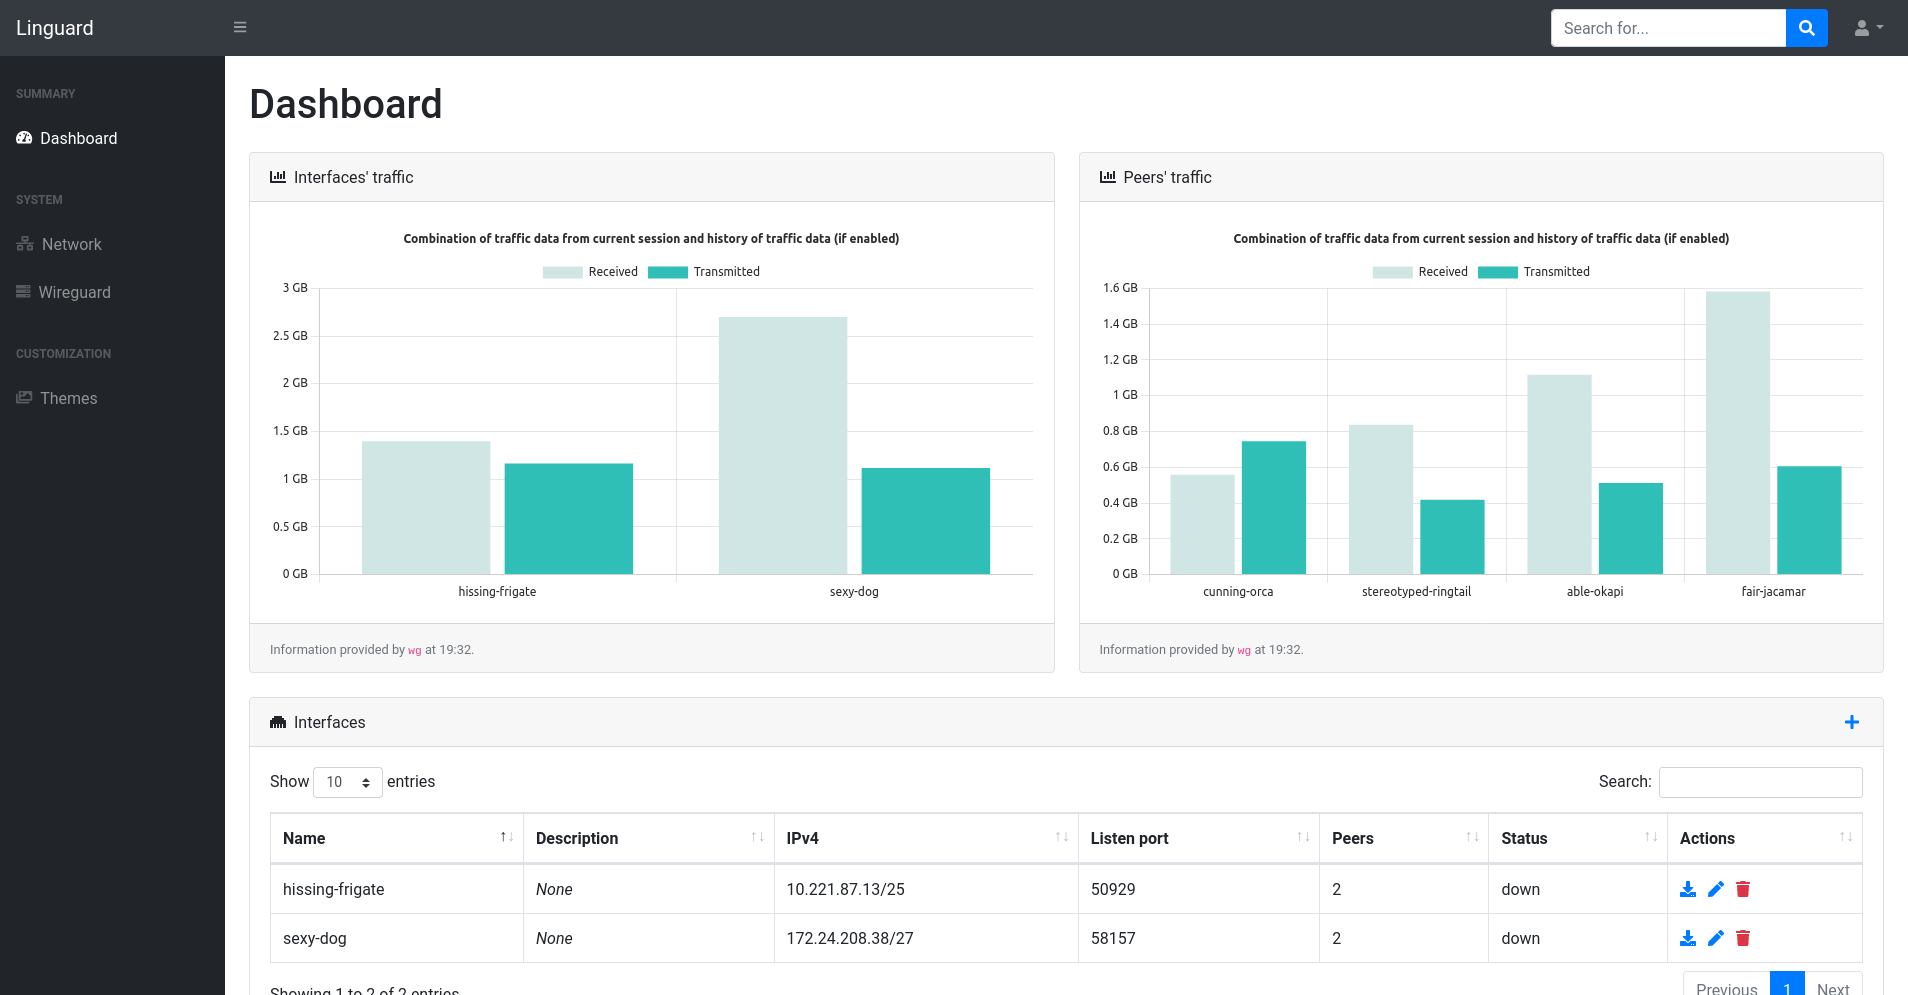 Linguard
Search for...
SUMMARY
Dashboard
SYSTEM
Network
Wireguard
CUSTOMIZATION
Themes
Dashboard
Interfaces' traffic
Combination of traffic data from current session and history of traffic data (if enabled)
Received Transmitted
3 GB
2.5 GB
2 GB
1.5 GB
1 GB
0.5 GB
0 GB
hissing-frigate sexy-dog
Information provided by wg at 19:32.
Peers' traffic
Combination of traffic data from current session and history of traffic data (if enabled)
Received Transmitted
1.6 GB
1.4 GB
1.2 GB
1 GB
0.8 GB
0.6 GB
0.4 GB
0.2 GB
0 GB
cunning-orca stereotyped-ringtail able-okapi fair-jacamar
Information provided by wg at 19:32.
Interfaces
Show 10 entries Search:
Name Description IPv4 Listen port Peers Status Actions
hissing-frigate None 10.221.87.13/25 50929 2 down
sexy-dog None 172.24.208.38/27 58157 2 down
Showing 1 to 2 of 2 entries Previous 1 Next